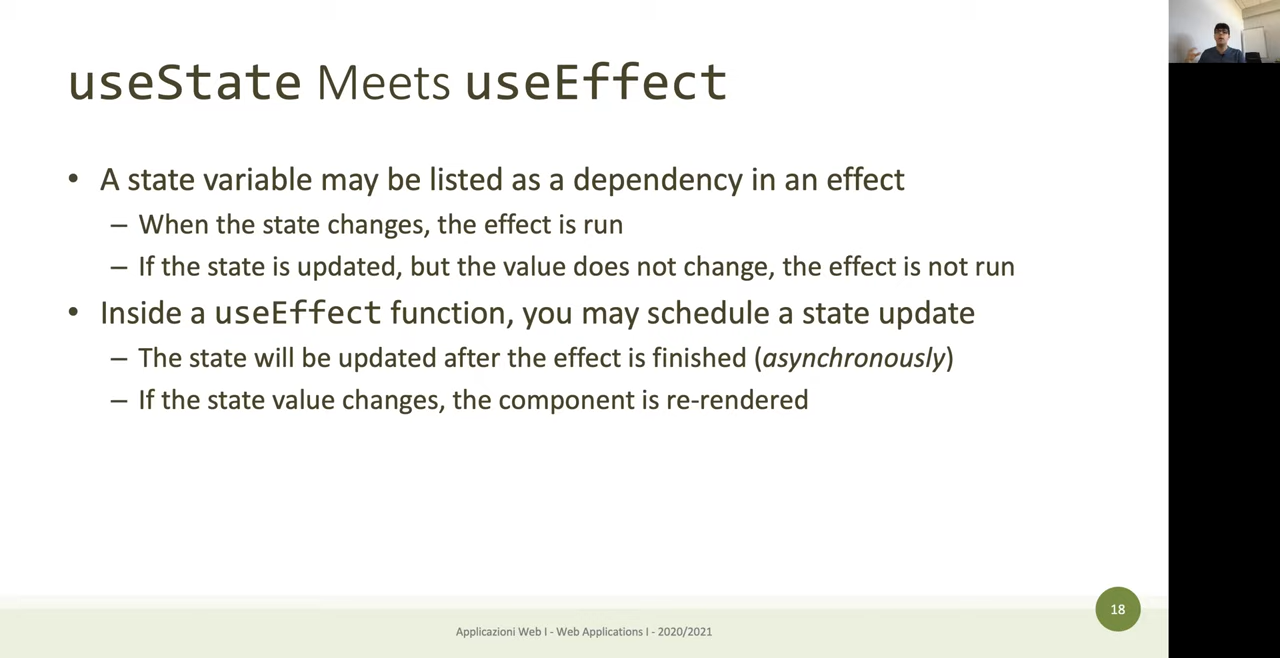 useState Meets useEffect
• A state variable may be listed as a dependency in an effect
– When the state changes, the effect is run
– If the state is updated, but the value does not change, the effect is not run
• Inside a useEffect function, you may schedule a state update
– The state will be updated after the effect is finished (asynchronously)
– If the state value changes, the component is re-rendered
18
Applicazioni Web I - Web Applications I - 2020/2021